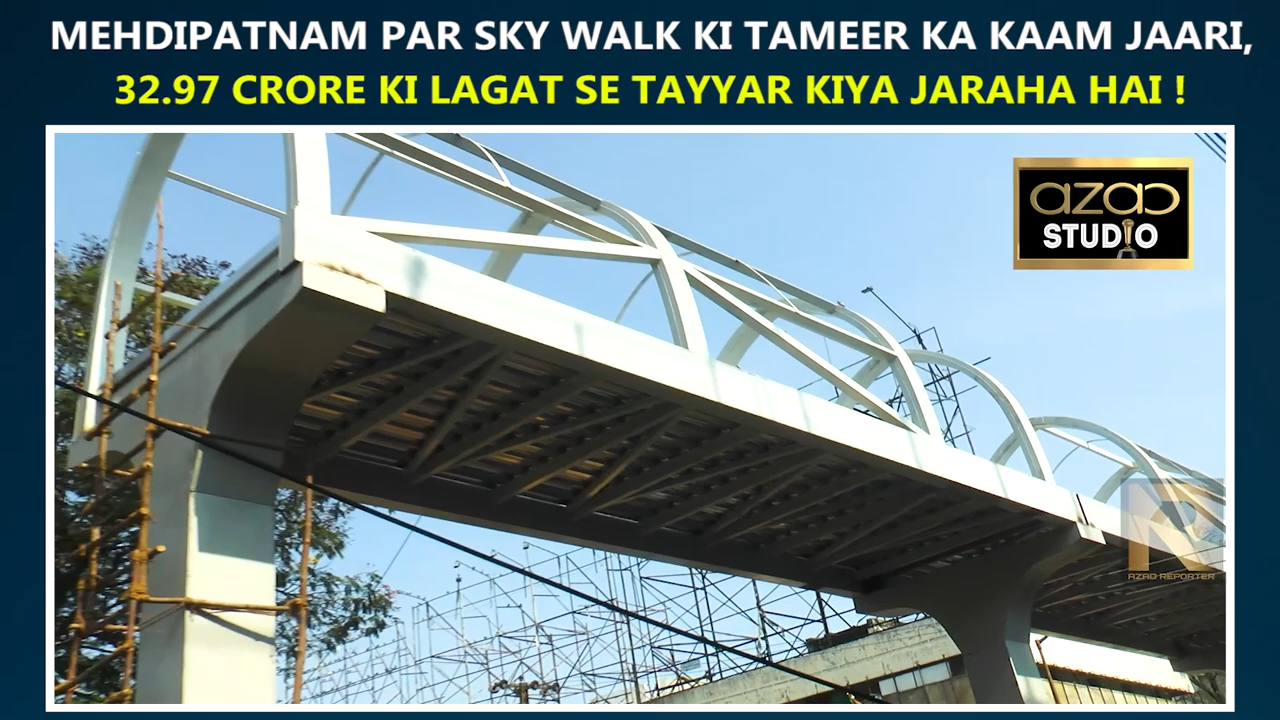 MEHDIPATNAM PAR SKY WALK KI TAMEER KA KAAM JAARI,
32.97 CRORE KI LAGAT SE TAYYAR KIYA JARAHA HAI !
AZAD
STUDIO
R
AZAD REPORTER